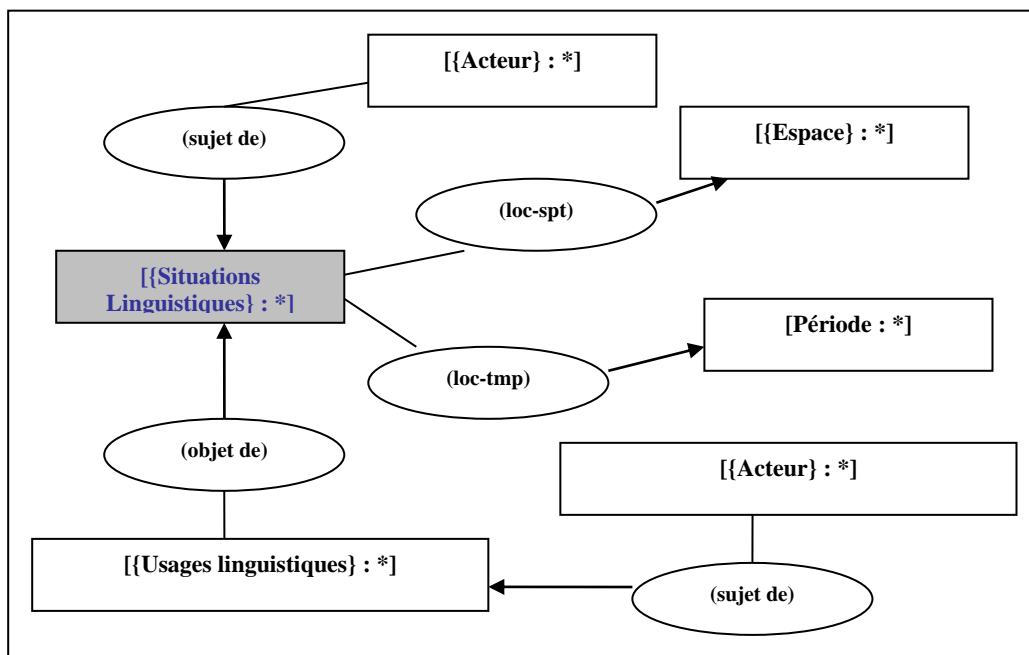 [{Acteur} : *]
[{Espace} : *]
(sujet de)
(loc-spt)
[{Situations
Linguistiques} : *]
[Période : *]
(loc-tmp)
(objet de)
[{Acteur} : *]
[{Usages linguistiques} : *]
(sujet de)